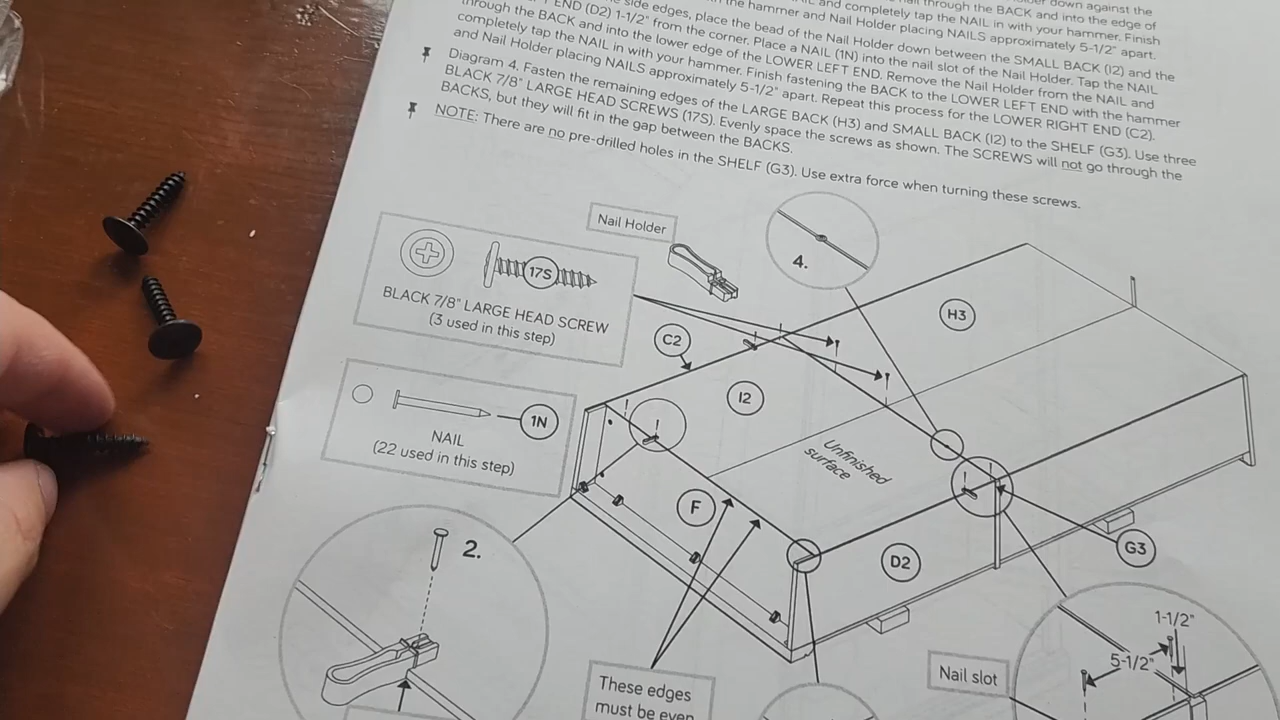 down against the
nail through the BACK and into the edge of
and completely tap the NAIL in with your hammer. Finish
the hammer and Nail Holder placing NAILS approximately 5-1/2" apart.
side edges, place the bead of the Nail Holder down between the SMALL BACK (I2) and the
END (D2) 1-1/2" from the corner. Place a NAIL (1N) into the nail slot of the Nail Holder. Tap the NAIL
through the BACK and into the lower edge of the LOWER LEFT END. Remove the Nail Holder from the NAIL and
completely tap the NAIL in with your hammer. Finish fastening the BACK to the LOWER LEFT END with the hammer
and Nail Holder placing NAILS approximately 5-1/2" apart. Repeat this process for the LOWER RIGHT END (C2).
Diagram 4, Fasten the remaining edges of the LARGE BACK (H3) and SMALL BACK (I2) to the SHELF (G3). Use three
BLACK 7/8" LARGE HEAD SCREWS (17S). Evenly space the screws as shown. The SCREWS will not go through the
BACKS, but they will fit in the gap between the BACKS.
NOTE: There are no pre-drilled holes in the SHELF (G3). Use extra force when turning these screws.
Nail Holder
4.
17S
BLACK 7/8" LARGE HEAD SCREW
(3 used in this step)
H3
C2
I2
1N
NAIL
(22 used in this step)
Unfinished
surface
F
2.
D2
G3
1-1/2"
5-1/2"
Nail slot
These edges
must be even